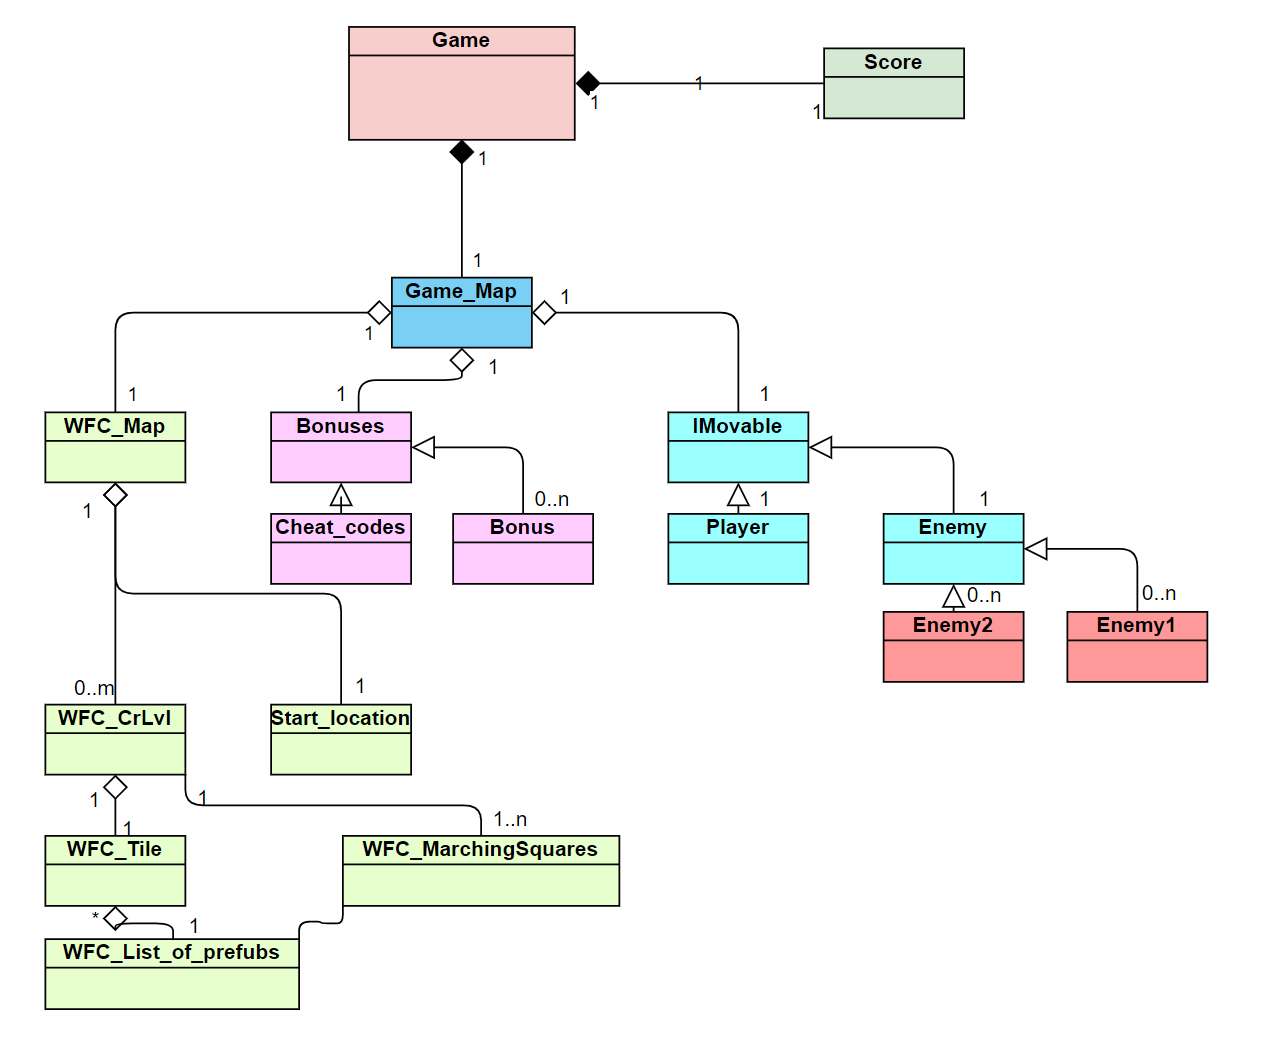 Game
Score
1
1
1
1
1
Game_Map
1
1
1
1
1
1
WFC_Map
Bonuses
IMovable
1
0..n
1
1
Cheat_codes
Bonus
Player
Enemy
0..n
0..n
Enemy2
Enemy1
0..m
1
WFC_CrLvl
Start_location
1
1
1
1..n
WFC_Tile
WFC_MarchingSquares
*
1
WFC_List_of_prefubs